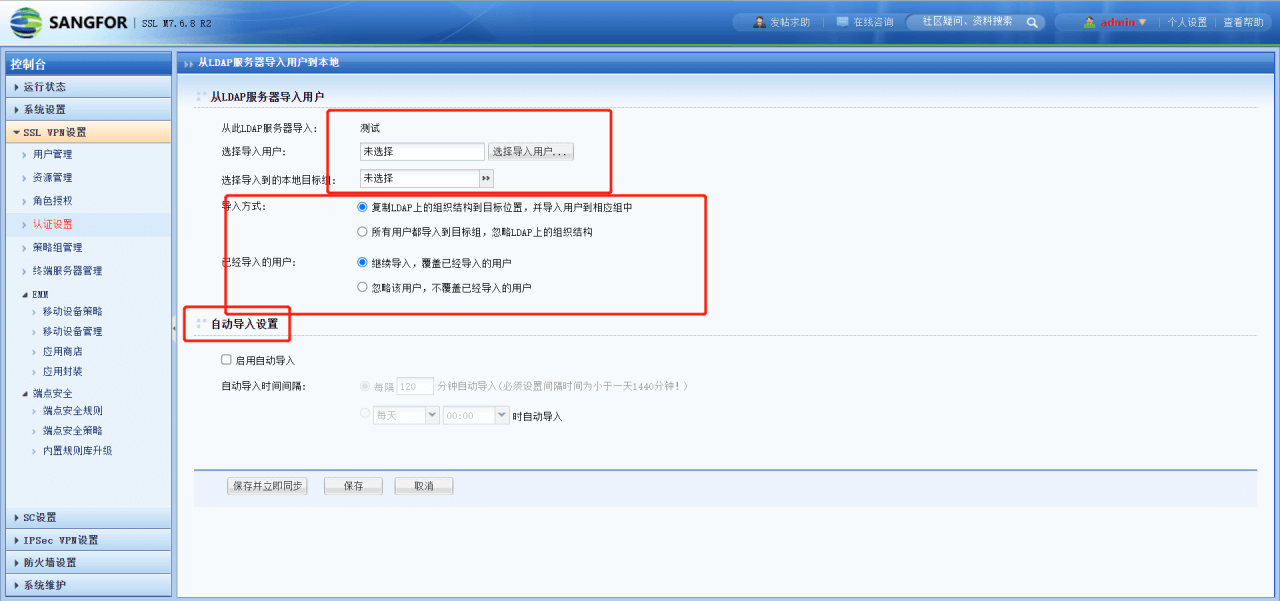 SANGFOR | SSL M7.6.8 R2
发帖求助 在线咨询 社区疑问、资料搜索 admin 个人设置 查看帮助
控制台
运行状态
系统设置
SSL VPN设置
用户管理
资源管理
角色授权
认证设置
策略组管理
终端服务器管理
EMM
移动设备策略
移动设备管理
应用商店
应用封装
端点安全
端点安全规则
端点安全策略
内置规则库升级
SC设置
IPSec VPN设置
防火墙设置
系统维护
从LDAP服务器导入用户到本地
从LDAP服务器导入用户
从此LDAP服务器导入: 测试
选择导入用户: 未选择 选择导入用户...
选择导入到的本地目标组: 未选择
导入方式: 复制LDAP上的组织结构到目标位置，并导入用户到相应组中
所有用户都导入到目标组，忽略LDAP上的组织结构
已经导入的用户: 继续导入，覆盖已经导入的用户
忽略该用户，不覆盖已经导入的用户
自动导入设置
启用自动导入
自动导入时间间隔: 每隔 120 分钟自动导入(必须设置间隔时间为小于一天1440分钟！)
每天 00:00 时自动导入
保存并立即同步 保存 取消